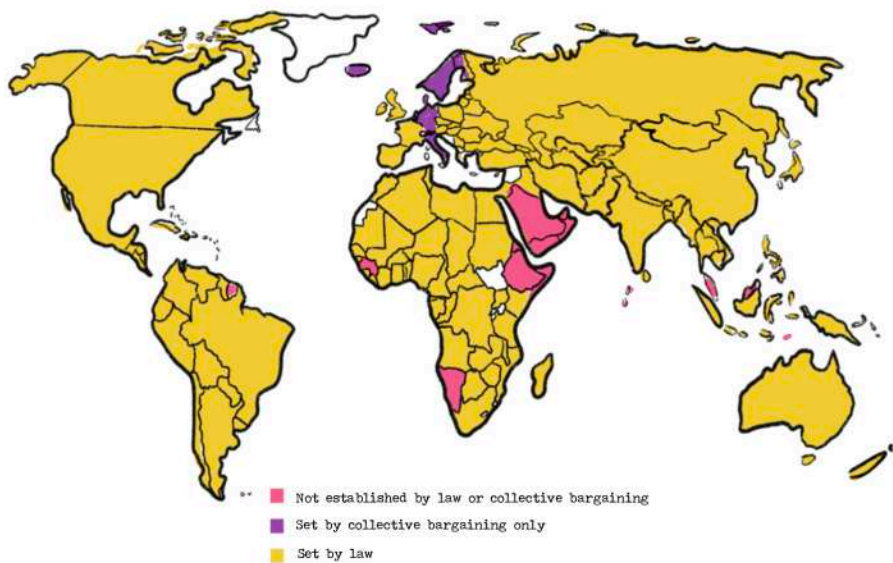 Not established by law or collective bargaining
Set by collective bargaining only
Set by law